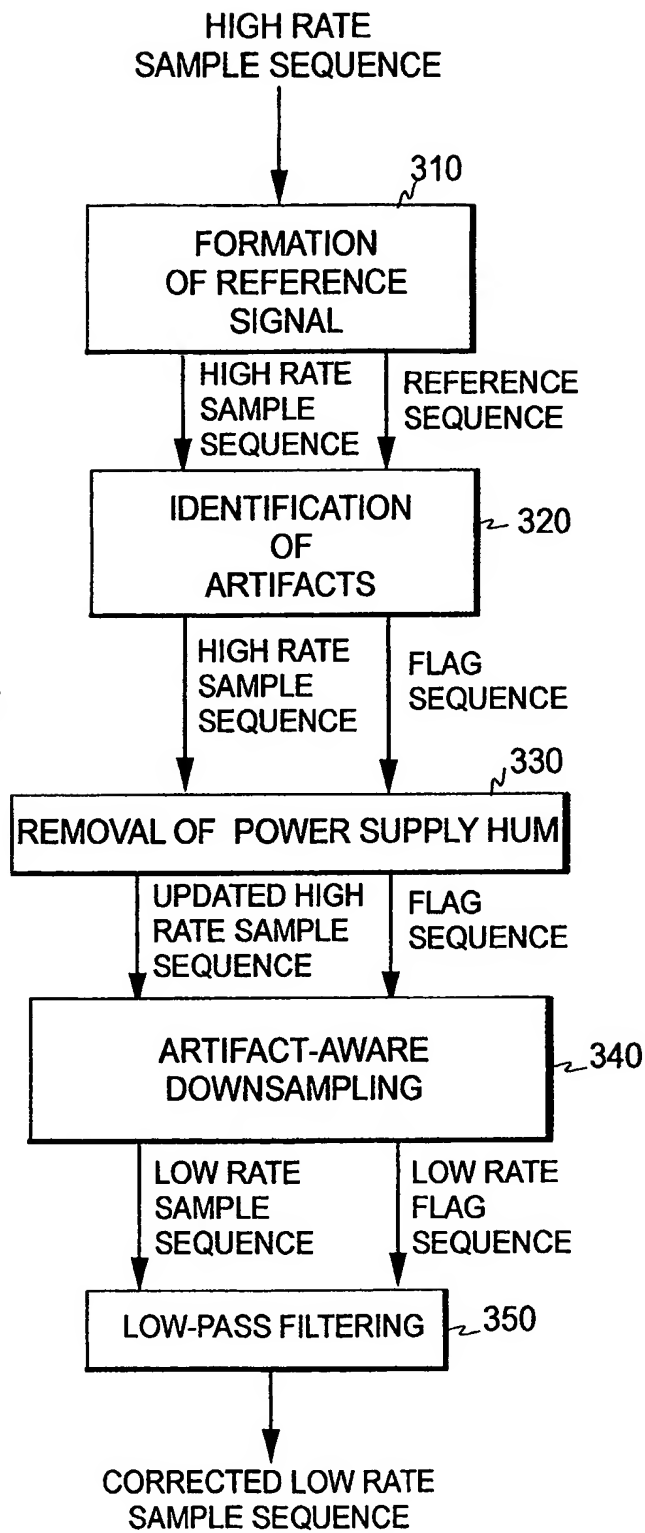 HIGH RATE
SAMPLE SEQUENCE
310
FORMATION
OF REFERENCE
SIGNAL
HIGH RATE
SAMPLE
SEQUENCE
REFERENCE
SEQUENCE
IDENTIFICATION
OF
ARTIFACTS
320
HIGH RATE
SAMPLE
SEQUENCE
FLAG
SEQUENCE
330
REMOVAL OF POWER SUPPLY HUM
UPDATED HIGH
RATE SAMPLE
SEQUENCE
FLAG
SEQUENCE
ARTIFACT-AWARE
DOWNSAMPLING
340
LOW RATE
SAMPLE
SEQUENCE
LOW RATE
FLAG
SEQUENCE
LOW-PASS FILTERING
350
CORRECTED LOW RATE
SAMPLE SEQUENCE